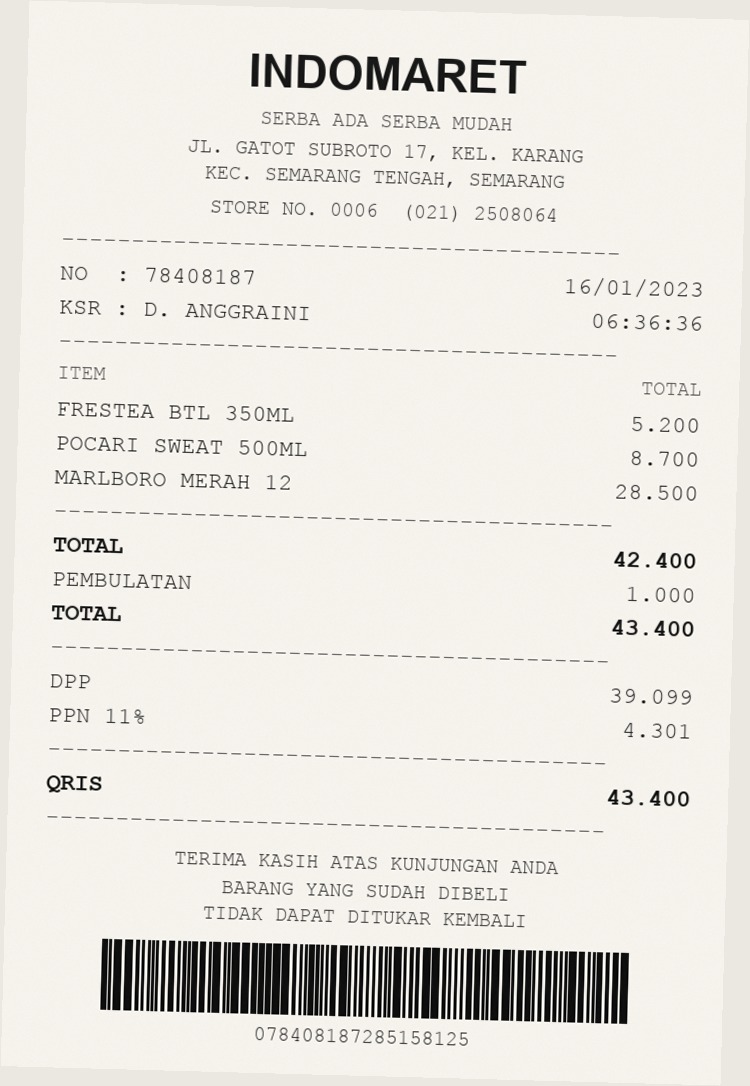 INDOMARET
SERBA ADA SERBA MUDAH
JL. GATOT SUBROTO 17, KEL. KARANG
KEC. SEMARANG TENGAH, SEMARANG
STORE NO. 0006 (021) 2508064
NO : 78408187 16/01/2023
KSR : D. ANGGRAINI 06:36:36
ITEM TOTAL
FRESTEA BTL 350ML 5.200
POCARI SWEAT 500ML 8.700
MARLBORO MERAH 12 28.500
TOTAL 42.400
PEMBULATAN 1.000
TOTAL 43.400
DPP 39.099
PPN 11% 4.301
QRIS 43.400
TERIMA KASIH ATAS KUNJUNGAN ANDA
BARANG YANG SUDAH DIBELI
TIDAK DAPAT DITUKAR KEMBALI
078408187285158125